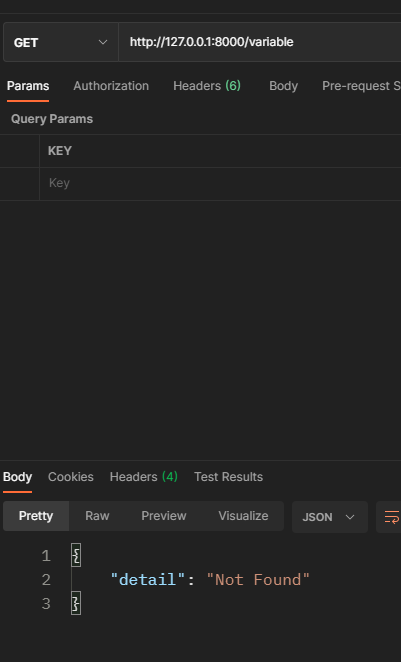 GET http://127.0.0.1:8000/variable
Params Authorization Headers (6) Body Pre-request S
Query Params
KEY
Key
Body Cookies Headers (4) Test Results
Pretty Raw Preview Visualize JSON
1 {
2 "detail": "Not Found"
3 }